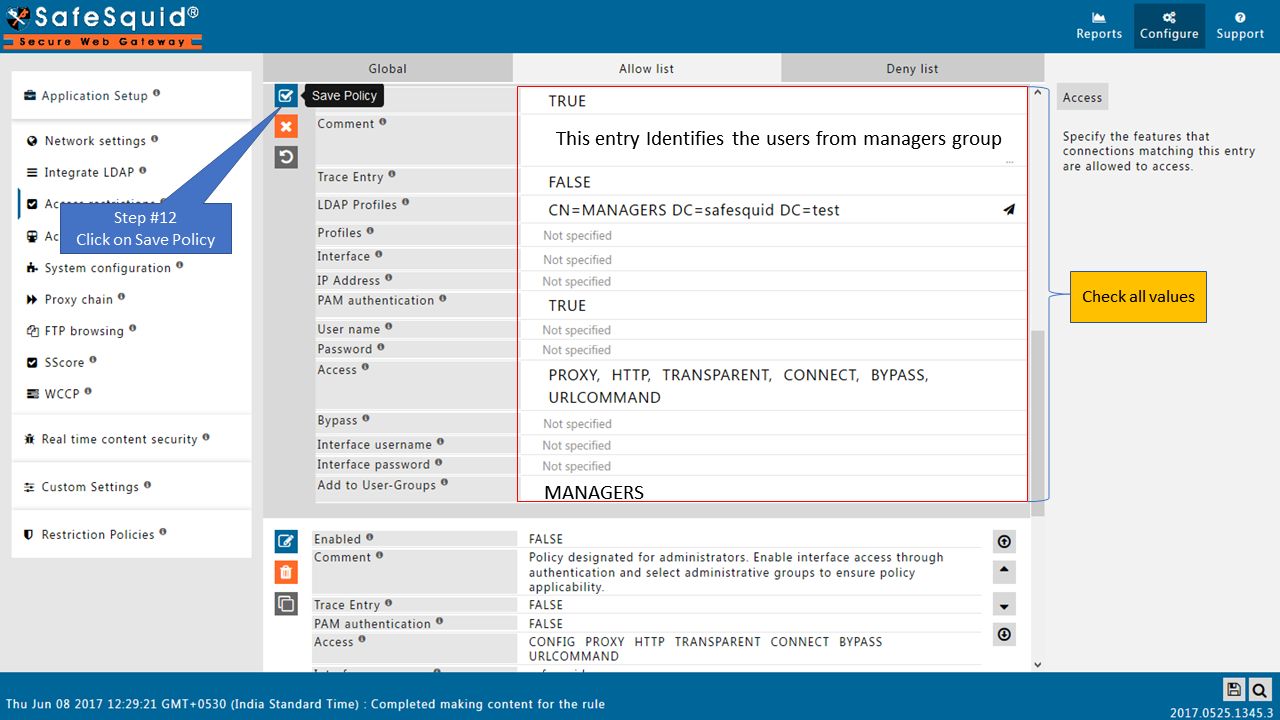 SafeSquid®
Secure Web Gateway
Reports
Configure
Support
Application Setup
Network settings
Integrate LDAP
Access restrictions
Ac
System configuration
Proxy chain
FTP browsing
SScore
WCCP
Real time content security
Custom Settings
Restriction Policies
Step #12
Click on Save Policy
Global
Allow list
Deny list
Save Policy
TRUE
Comment
This entry Identifies the users from managers group
...
Trace Entry
FALSE
LDAP Profiles
CN=MANAGERS DC=safesquid DC=test
Profiles
Not specified
Interface
Not specified
IP Address
Not specified
PAM authentication
TRUE
User name
Not specified
Password
Not specified
Access
PROXY, HTTP, TRANSPARENT, CONNECT, BYPASS,
URLCOMMAND
Bypass
Not specified
Interface username
Not specified
Interface password
Not specified
Add to User-Groups
MANAGERS
Enabled
FALSE
Comment
Policy designated for administrators. Enable interface access through
authentication and select administrative groups to ensure policy
applicability.
Trace Entry
FALSE
PAM authentication
FALSE
Access
CONFIG PROXY HTTP TRANSPARENT CONNECT BYPASS
URLCOMMAND
Access
Specify the features that
connections matching this entry
are allowed to access.
Check all values
Thu Jun 08 2017 12:29:21 GMT+0530 (India Standard Time) : Completed making content for the rule
2017.0525.1345.3